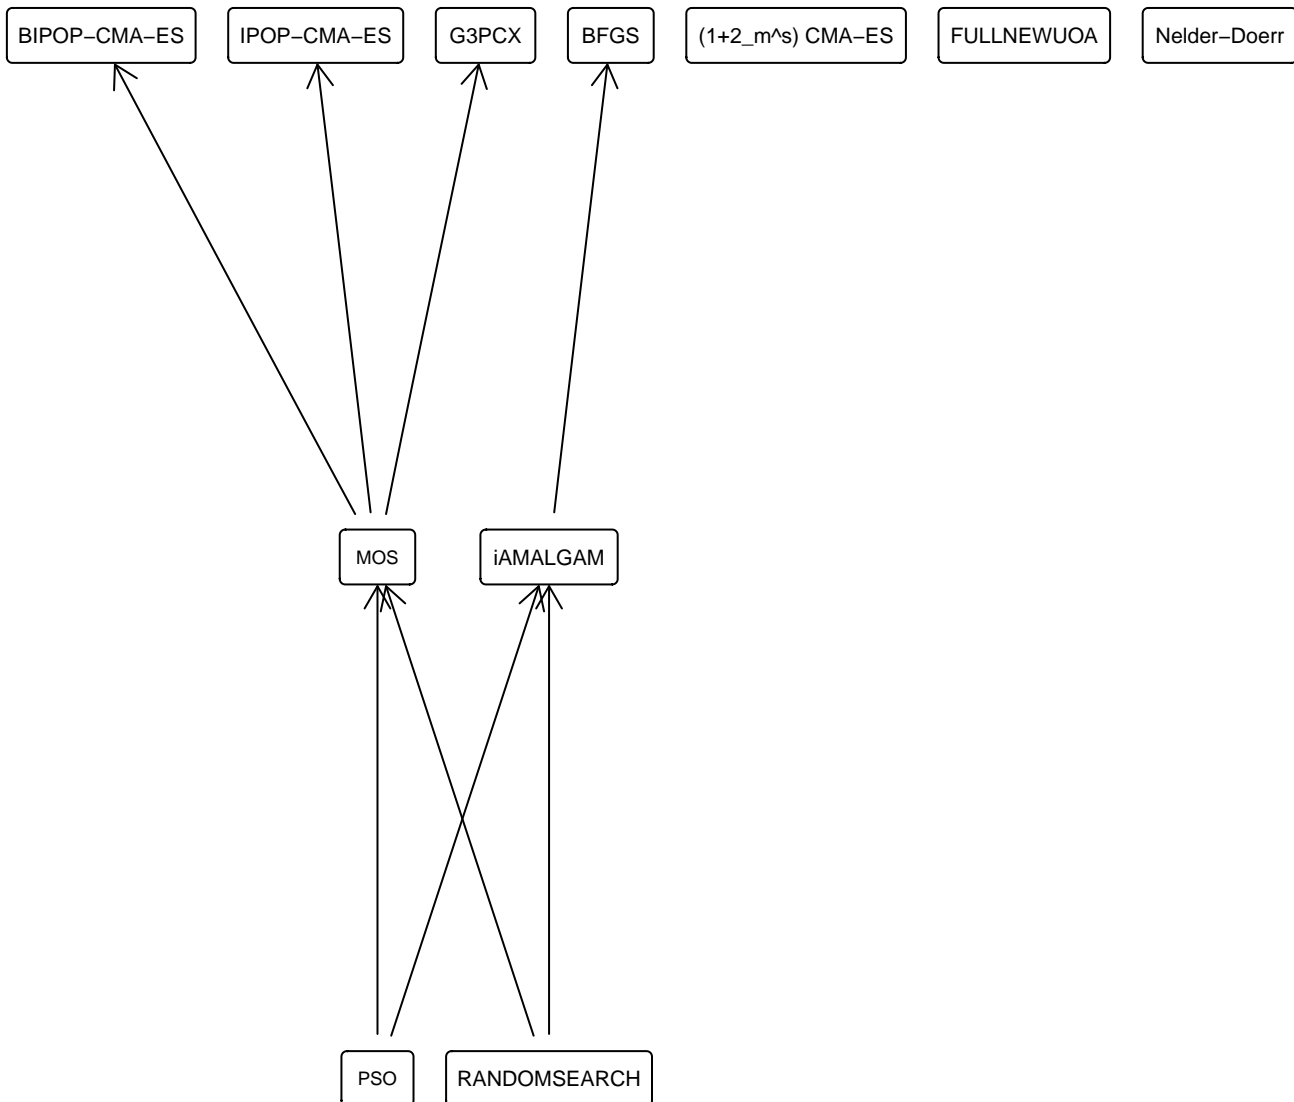 BIPOP−CMA−ES IPOP−CMA−ES G3PCX BFGS (1+2_m^s) CMA−ES FULLNEWUOA Nelder−Doerr
MOS iAMALGAM
PSO RANDOMSEARCH